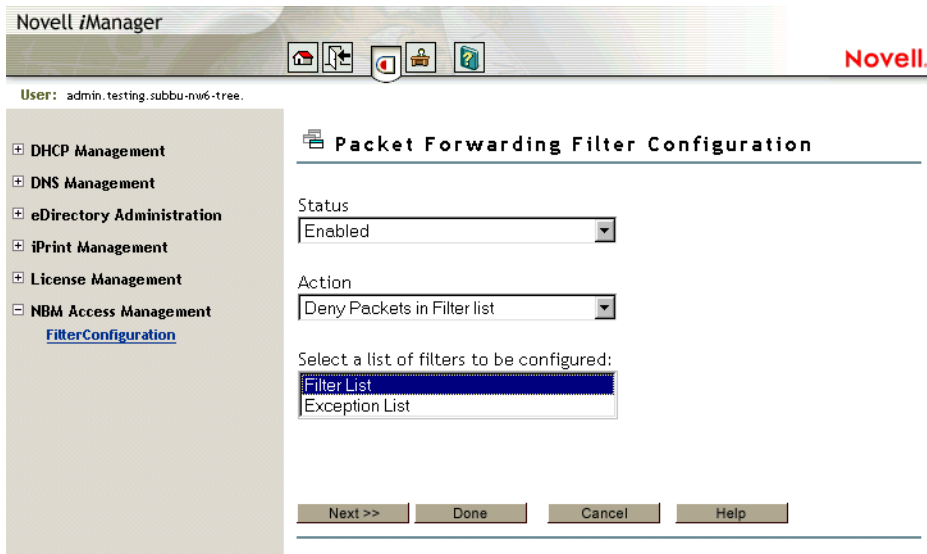 Novell iManager
Novell.
User: admin.testing.subbu-nw6-tree.
DHCP Management
DNS Management
eDirectory Administration
iPrint Management
License Management
NBM Access Management
FilterConfiguration
Packet Forwarding Filter Configuration
Status
Enabled
Action
Deny Packets in Filter list
Select a list of filters to be configured:
Filter List
Exception List
Next >> Done Cancel Help